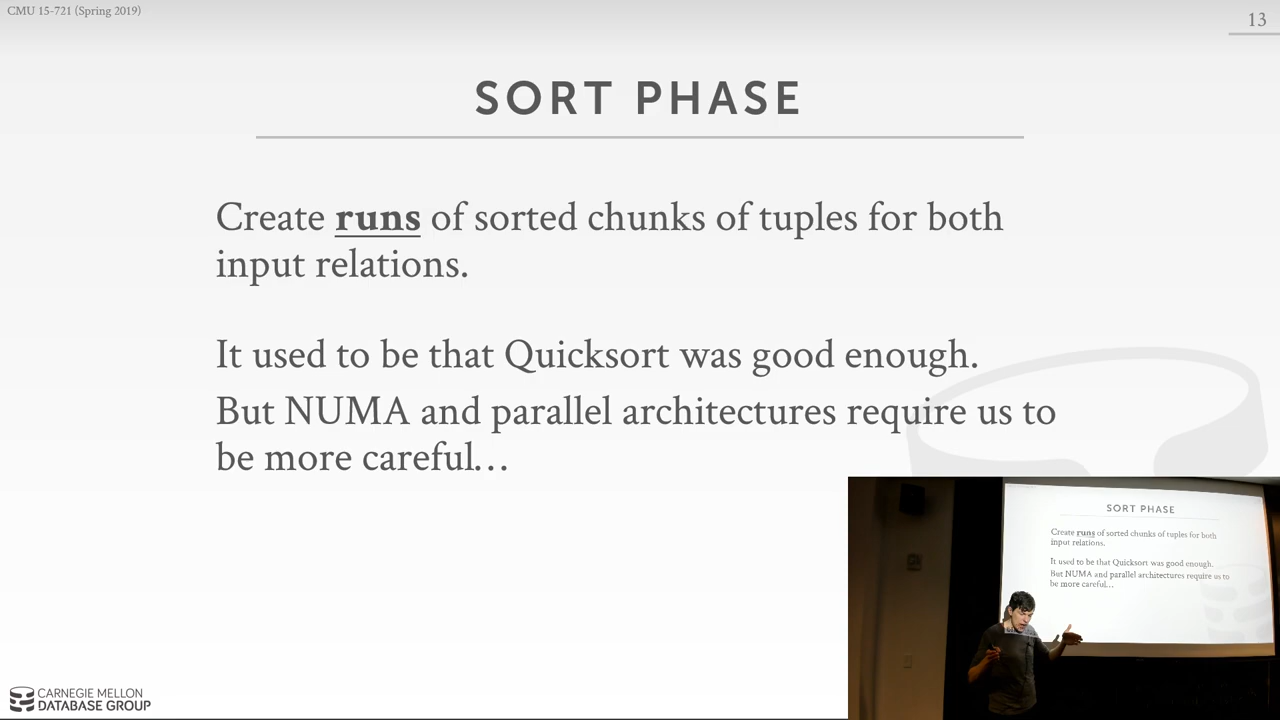 CMU 15-721 (Spring 2019)
13
SORT PHASE
Create runs of sorted chunks of tuples for both
input relations.
It used to be that Quicksort was good enough.
But NUMA and parallel architectures require us to
be more careful…
SORT PHASE
Create runs of sorted chunks of tuples for both
input relations.
It used to be that Quicksort was good enough.
But NUMA and parallel architectures require us to
be more careful…
CARNEGIE MELLON
DATABASE GROUP